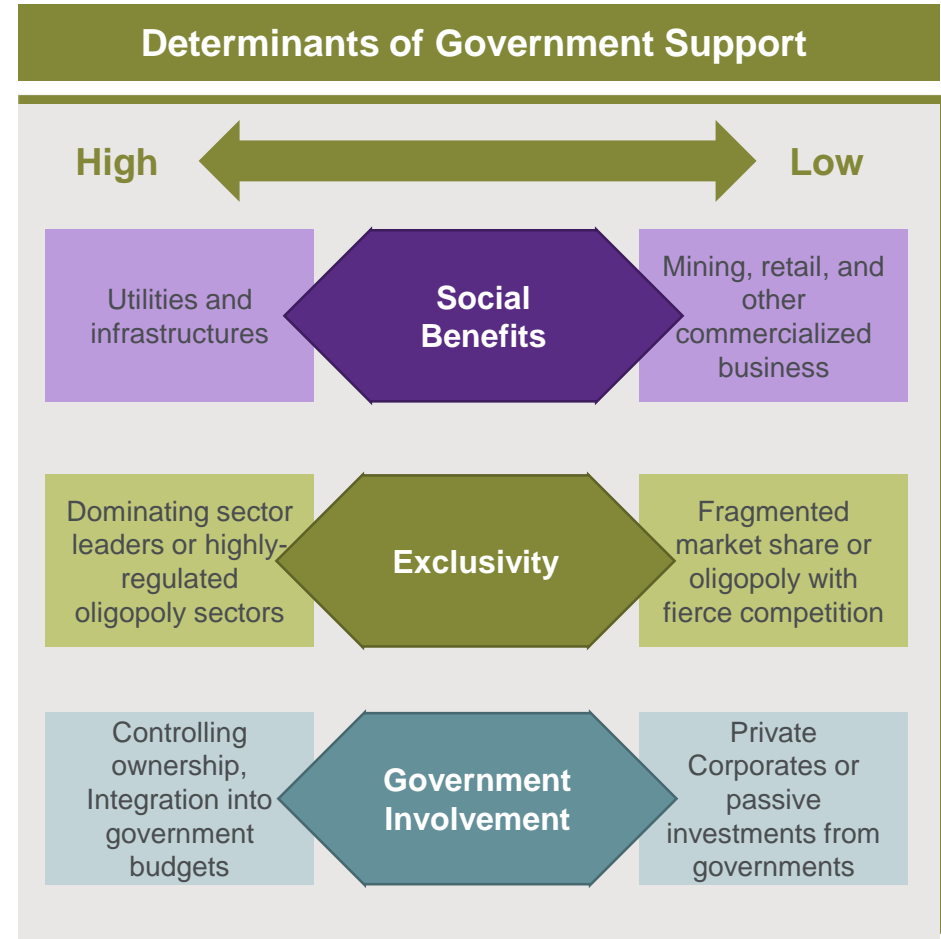 Determinants of Government Support
High
Low
Utilities and
infrastructures
Social
Benefits
Mining, retail, and
other
commercialized
business
Dominating sector
leaders or highly-
regulated
oligopoly sectors
Exclusivity
Fragmented
market share or
oligopoly with
fierce competition
Controlling
ownership,
Integration into
government
budgets
Government
Involvement
Private
Corporates or
passive
investments from
governments